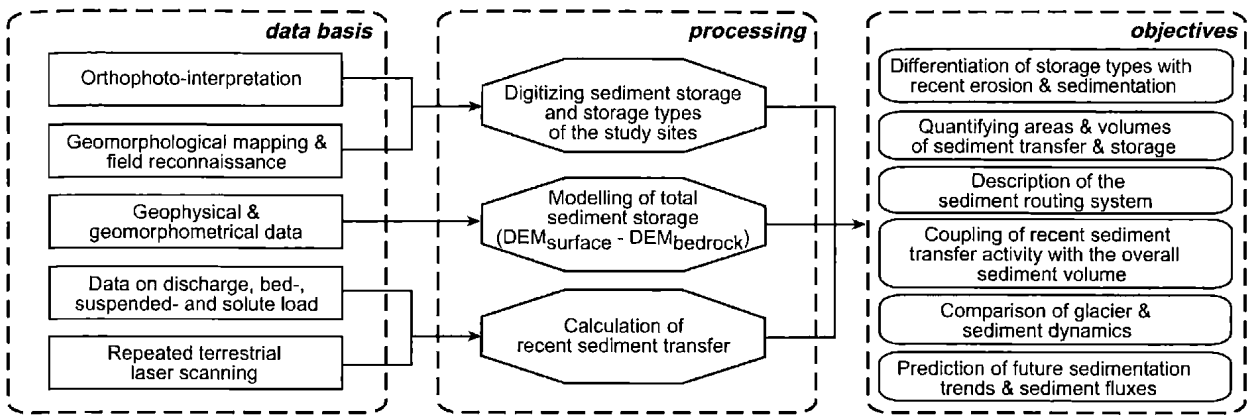 data basis
Orthophoto-interpretation
Geomorphological mapping &
field reconnaissance
Geophysical &
geomorphometrical data
Data on discharge, bed-,
suspended- and solute load
Repeated terrestrial
laser scanning
processing
Digitizing sediment storage
and storage types
of the study sites
Modelling of total
sediment storage
(DEMsurface - DEMbedrock)
Calculation of
recent sediment transfer
objectives
Differentiation of storage types with
recent erosion & sedimentation
Quantifying areas & volumes
of sediment transfer & storage
Description of the
sediment routing system
Coupling of recent sediment
transfer activity with the overall
sediment volume
Comparison of glacier &
sediment dynamics
Prediction of future sedimentation
trends & sediment fluxes